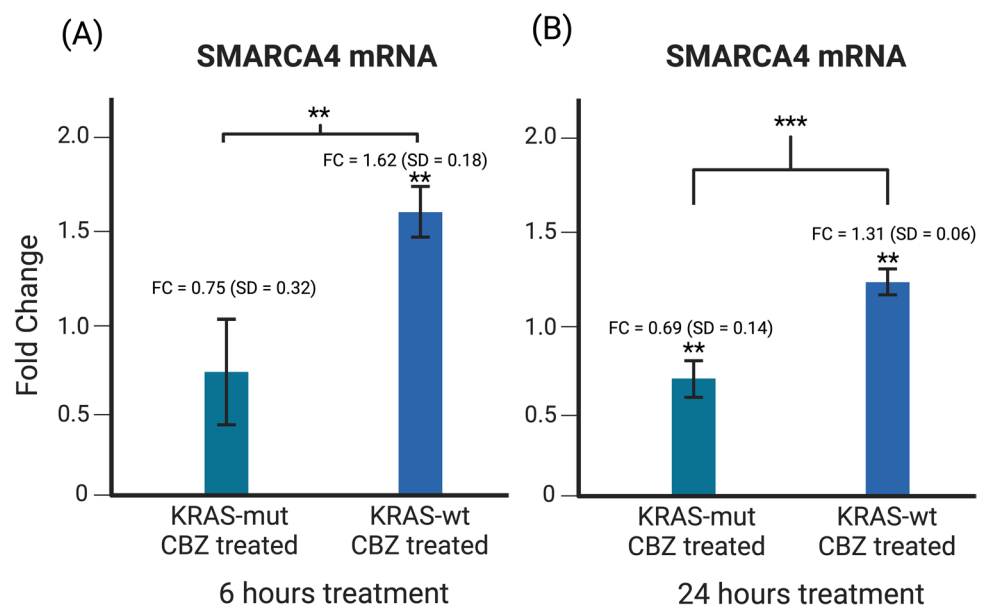 (A)
SMARCA4 mRNA
Fold Change
2.0
1.5
1.0
0.5
0
**
FC = 1.62 (SD = 0.18)
**
FC = 0.75 (SD = 0.32)
KRAS-mut
CBZ treated
KRAS-wt
CBZ treated
6 hours treatment
(B)
SMARCA4 mRNA
2.0
1.5
1.0
0.5
0
***
FC = 1.31 (SD = 0.06)
**
FC = 0.69 (SD = 0.14)
**
KRAS-mut
CBZ treated
KRAS-wt
CBZ treated
24 hours treatment